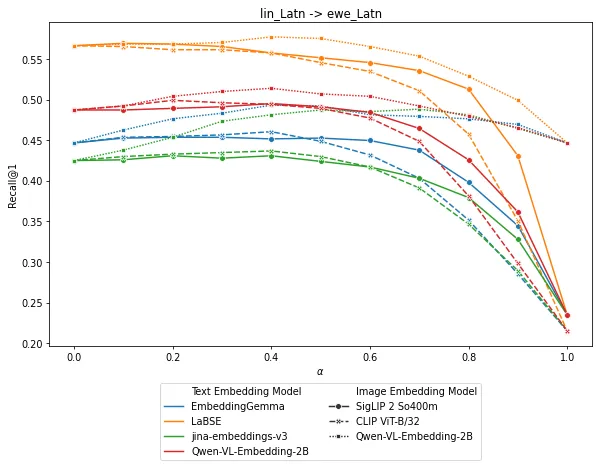 lin_Latn -> ewe_Latn
Recall@1
0.55
0.50
0.45
0.40
0.35
0.30
0.25
0.20
0.0 0.2 0.4 0.6 0.8 1.0
α
Text Embedding Model Image Embedding Model
EmbeddingGemma SigLIP 2 So400m
LaBSE CLIP ViT-B/32
jina-embeddings-v3 Qwen-VL-Embedding-2B
Qwen-VL-Embedding-2B